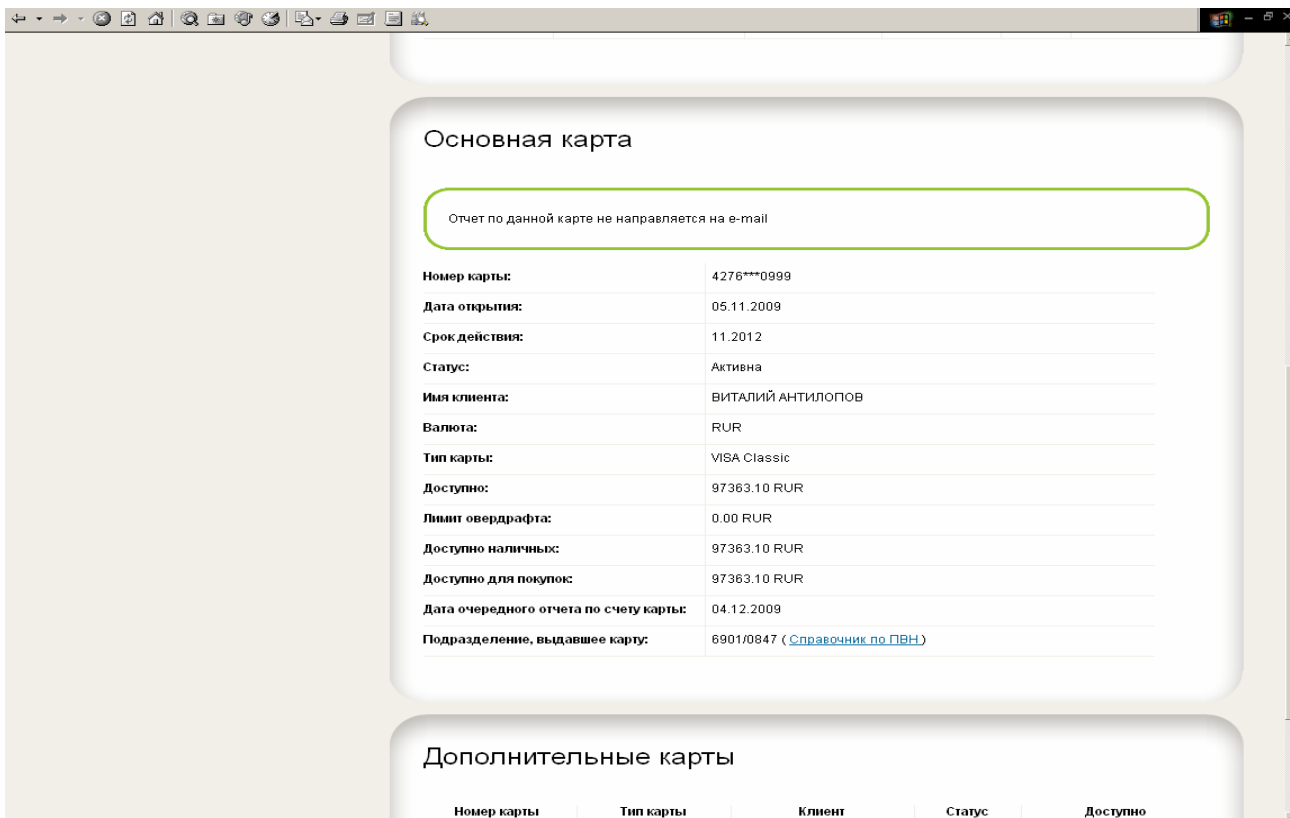 Основная карта
Отчет по данной карте не направляется на e-mail
Номер карты: 4276***0999
Дата открытия: 05.11.2009
Срок действия: 11.2012
Статус: Активна
Имя клиента: ВИТАЛИЙ АНТИЛОПОВ
Валюта: RUR
Тип карты: VISA Classic
Доступно: 97363.10 RUR
Лимит овердрафта: 0.00 RUR
Доступно наличных: 97363.10 RUR
Доступно для покупок: 97363.10 RUR
Дата очередного отчета по счету карты: 04.12.2009
Подразделение, выдавшее карту: 6901/0847 ( Справочник по ПВН )
Дополнительные карты
Номер карты Тип карты Клиент Статус Доступно